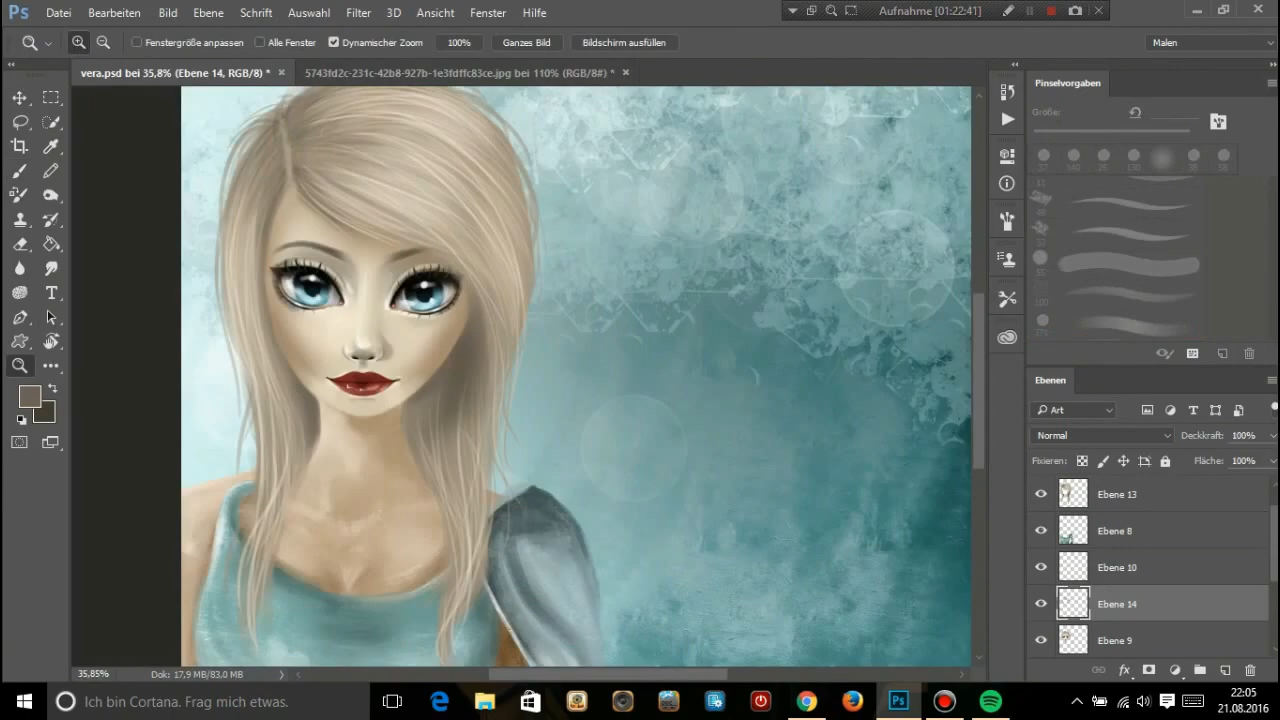 Ps Datei Bearbeiten Bild Ebene Schrift Auswahl Filter 3D Ansicht Fenster Hilfe
Aufnahme [01:22:41]
Fenstergröße anpassen Alle Fenster Dynamischer Zoom 100% Ganzes Bild Bildschirm ausfüllen Malen
vera.psd bei 35,8% (Ebene 14, RGB/8) * 5743fd2c-231c-42b8-927b-1e3fdffc83ce.jpg bei 110% (RGB/8#) *
Pinselvorgaben
Größe:
Ebenen
Art
Normal Deckkraft: 100%
Fixieren: Fläche: 100%
Ebene 13
Ebene 8
Ebene 10
Ebene 14
Ebene 9
35,85% Dok: 17,9 MB/83,0 MB
Ich bin Cortana. Frag mich etwas.
Ps
22:05
21.08.2016